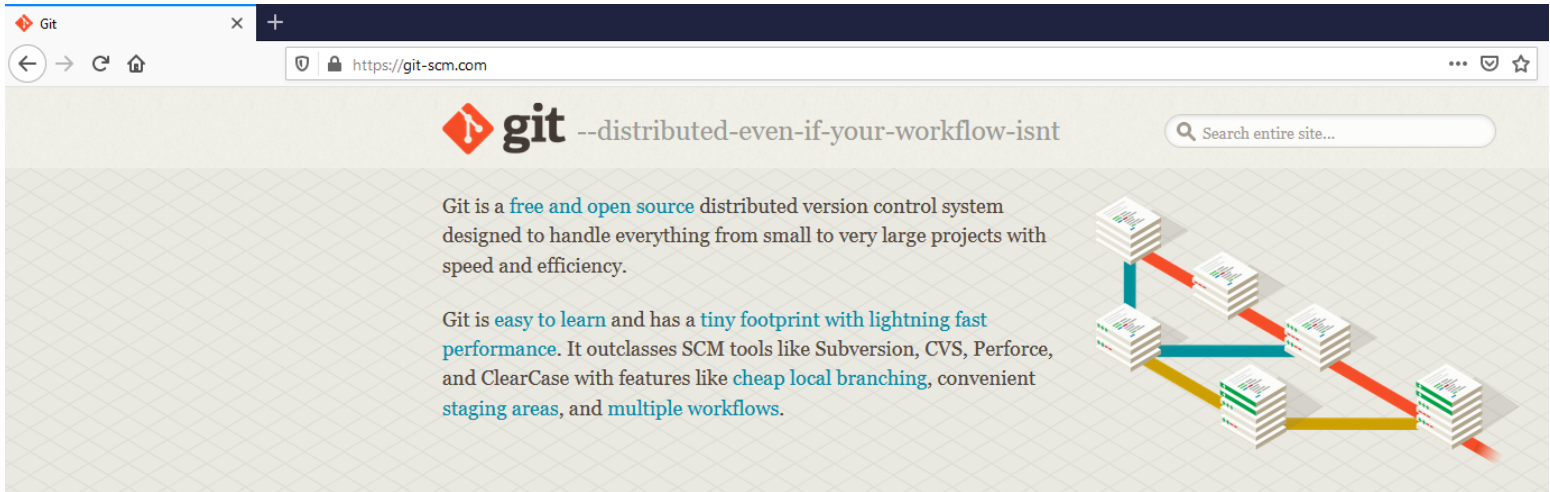 Git
https://git-scm.com
git --distributed-even-if-your-workflow-isnt
Search entire site...
Git is a free and open source distributed version control system
designed to handle everything from small to very large projects with
speed and efficiency.
Git is easy to learn and has a tiny footprint with lightning fast
performance. It outclasses SCM tools like Subversion, CVS, Perforce,
and ClearCase with features like cheap local branching, convenient
staging areas, and multiple workflows.